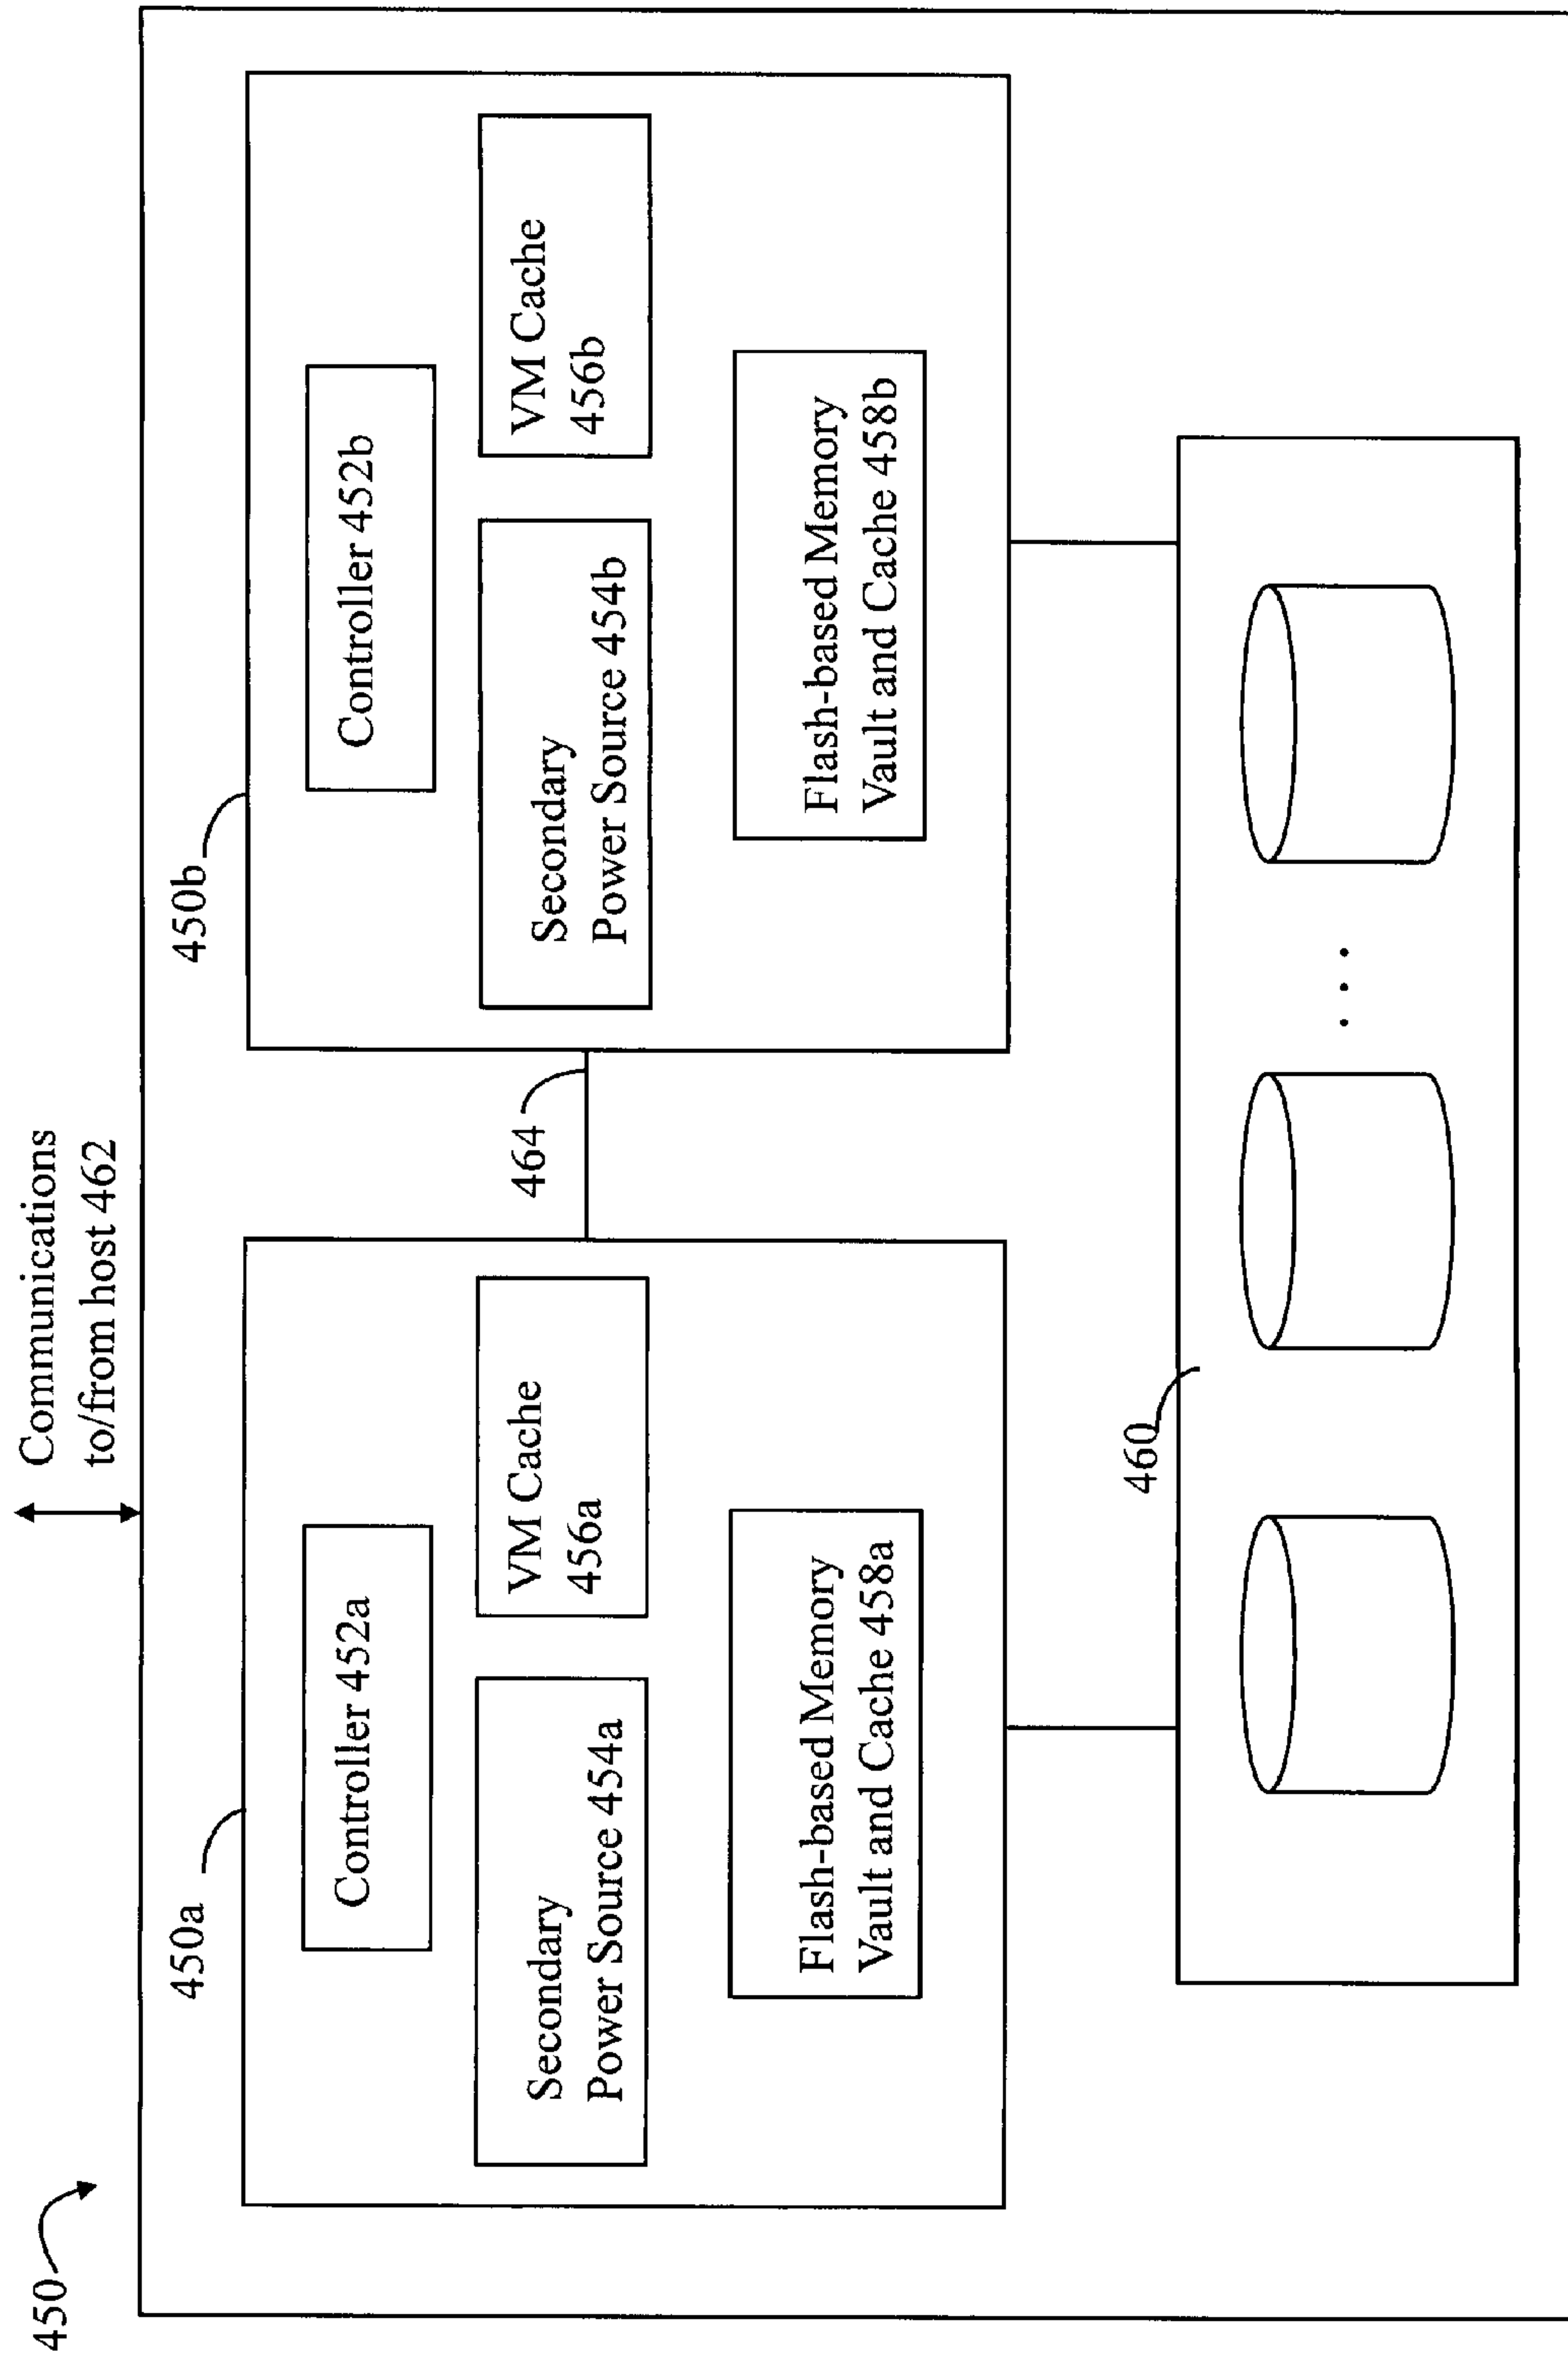 450
Communications
to/from host 462
450a
Controller 452a
Secondary
Power Source 454a
VM Cache
456a
Flash-based Memory
Vault and Cache 458a
464
450b
Controller 452b
Secondary
Power Source 454b
VM Cache
456b
Flash-based Memory
Vault and Cache 458b
460